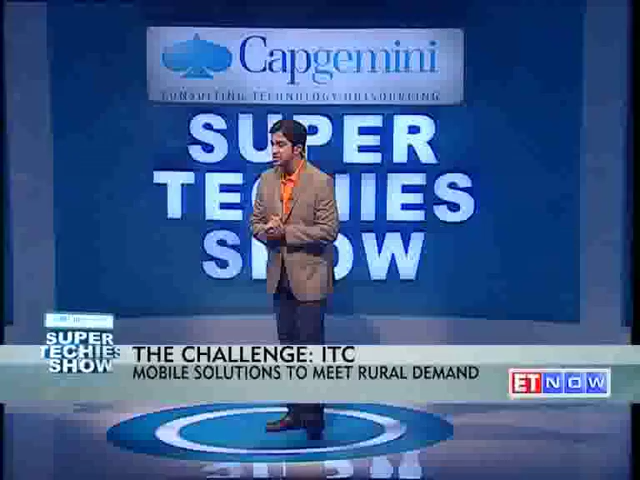 Capgemini
CONSULTING.TECHNOLOGY.OUTSOURCING
SUPER
TECHIES
SHOW
SUPER
TECHIES
SHOW
THE CHALLENGE: ITC
MOBILE SOLUTIONS TO MEET RURAL DEMAND
ET NOW